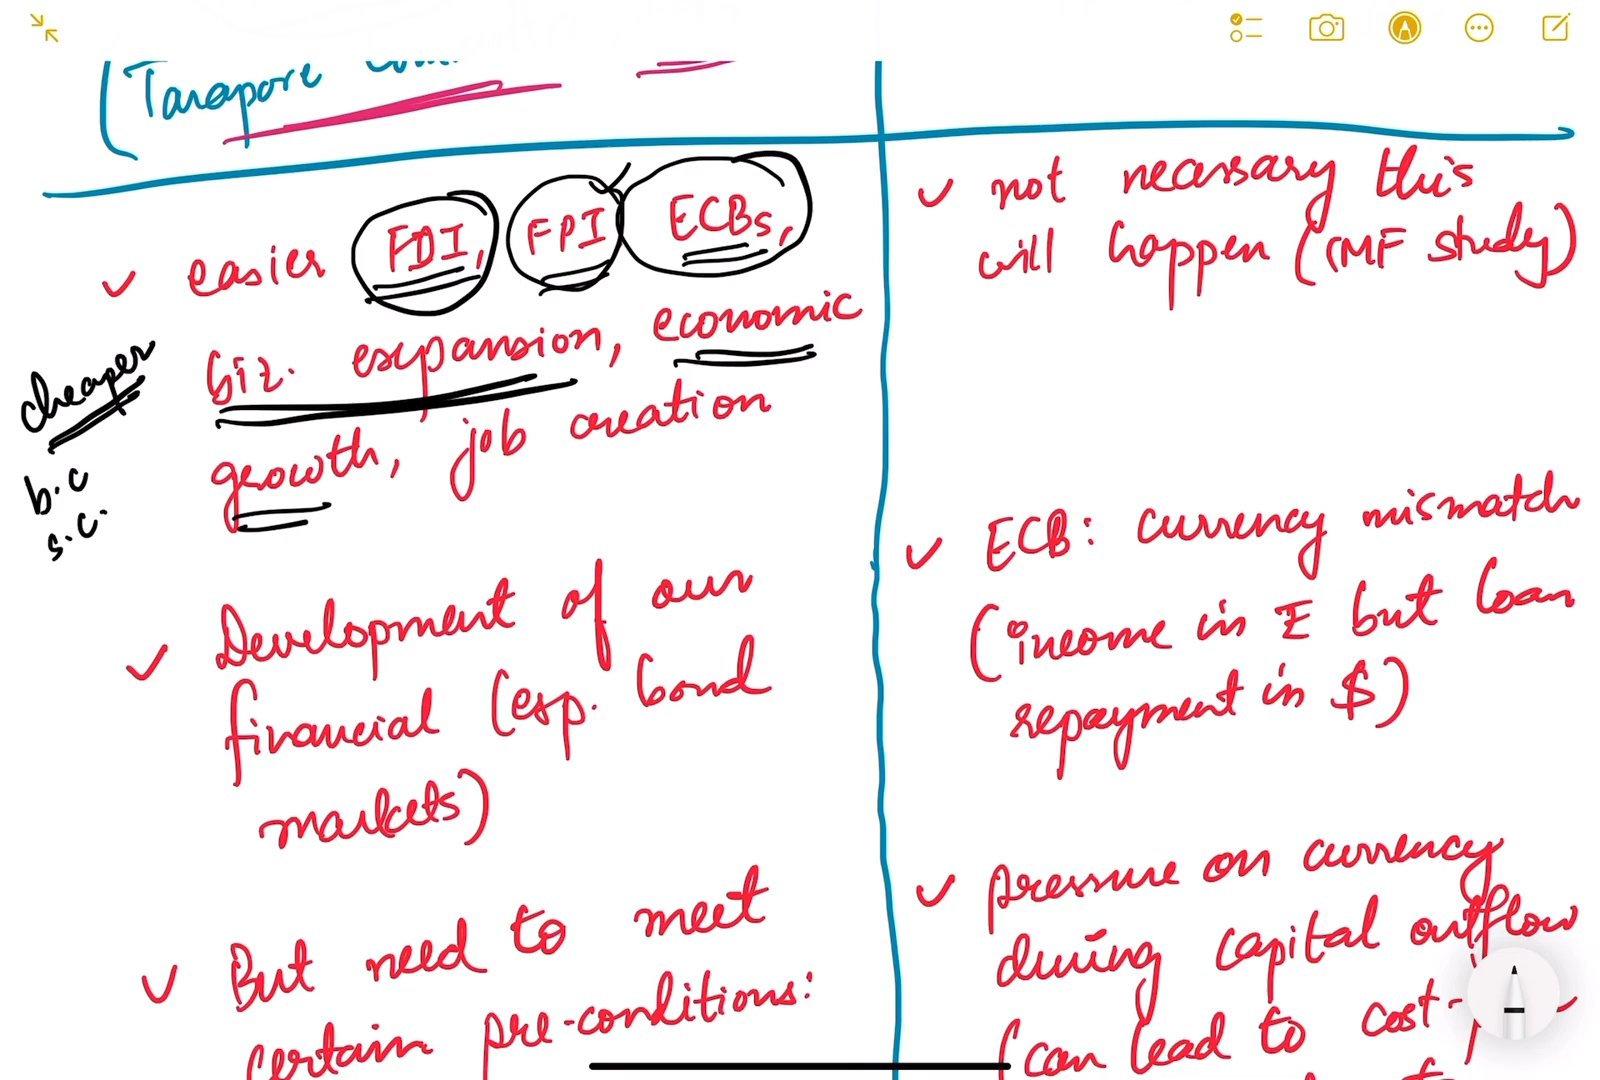 (Tarapore
✓ easier FDI, FPI ✓ ECBs,
biz. expansion, economic
growth, job creation
cheaper
b.c
s.c.
✓ Development of our
financial (esp. bond
markets)
✓ But need to meet
certain pre-conditions:
✓ not necessary this
will happen (IMF study)
✓ ECB: currency mismatch
(income in ₹ but loan
repayment in $)
✓ pressure on currency
during capital outflow
(can lead to cost-